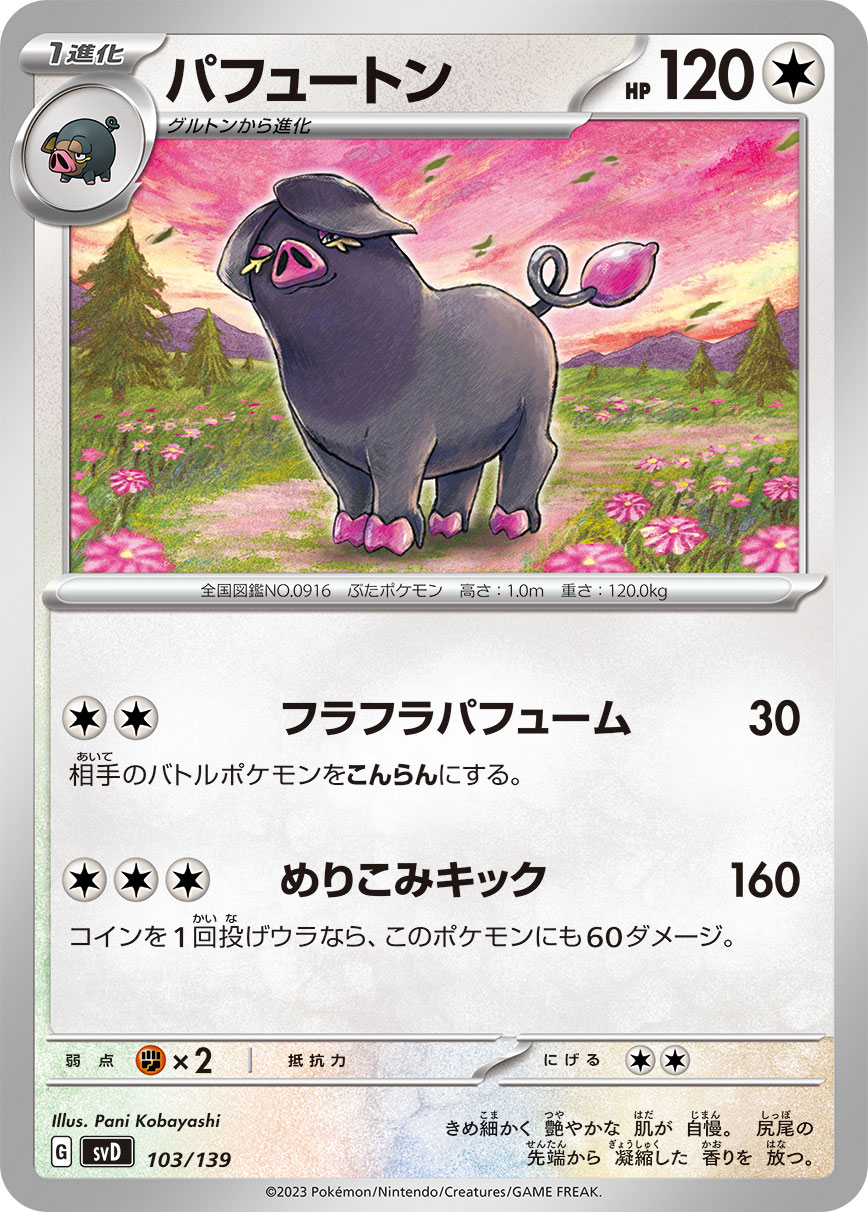 1進化
パフュートン
HP 120
グルトンから進化
全国図鑑NO.0916 ぶたポケモン 高さ：1.0m 重さ：120.0kg
フラフラパフューム 30
相手のバトルポケモンをこんらんにする。
めりこみキック 160
コインを1回投げウラなら、このポケモンにも60ダメージ。
弱点 ×2 抵抗力 にげる
Illus. Pani Kobayashi
きめ細かく 艶やかな 肌が 自慢。 尻尾の
先端から 凝縮した 香りを 放つ。
G svD 103/139
©2023 Pokémon/Nintendo/Creatures/GAME FREAK.